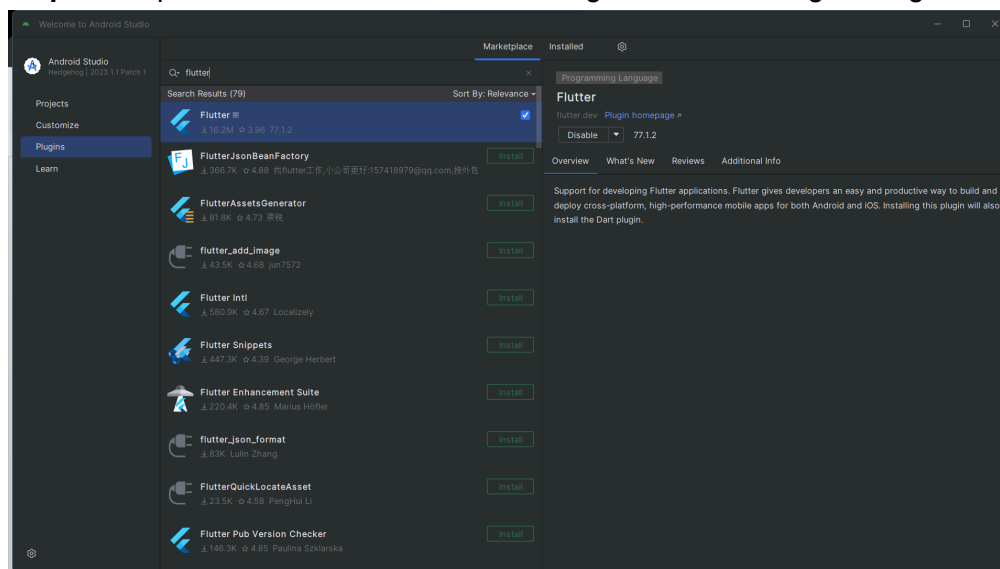 Welcome to Android Studio
Android Studio
Hedgehog | 2023.1.1 Patch 1
Projects
Customize
Plugins
Learn
Marketplace
Installed
flutter
Search Results (79)
Sort By: Relevance
Flutter
16.2M 3.96 77.1.2
FlutterJsonBeanFactory
366.7K 4.88 找flutter工作,小公司更好:157418979@qq.com,接外包
Install
FlutterAssetsGenerator
81.8K 4.73
Install
flutter_add_image
43.5K 4.68 jun7572
Install
Flutter Intl
580.9K 4.67 Localizely
Install
Flutter Snippets
447.3K 4.39 George Herbert
Install
Flutter Enhancement Suite
220.4K 4.85 Marius Höfler
Install
flutter_json_format
83K Lulin Zhang
Install
FlutterQuickLocateAsset
23.5K 4.58 PengHui Li
Install
Flutter Pub Version Checker
146.3K 4.85 Paulina Szklarska
Install
Programming Language
Flutter
flutter.dev Plugin homepage
Disable 77.1.2
Overview What's New Reviews Additional Info
Support for developing Flutter applications. Flutter gives developers an easy and productive way to build and
deploy cross-platform, high-performance mobile apps for both Android and iOS. Installing this plugin will also
install the Dart plugin.